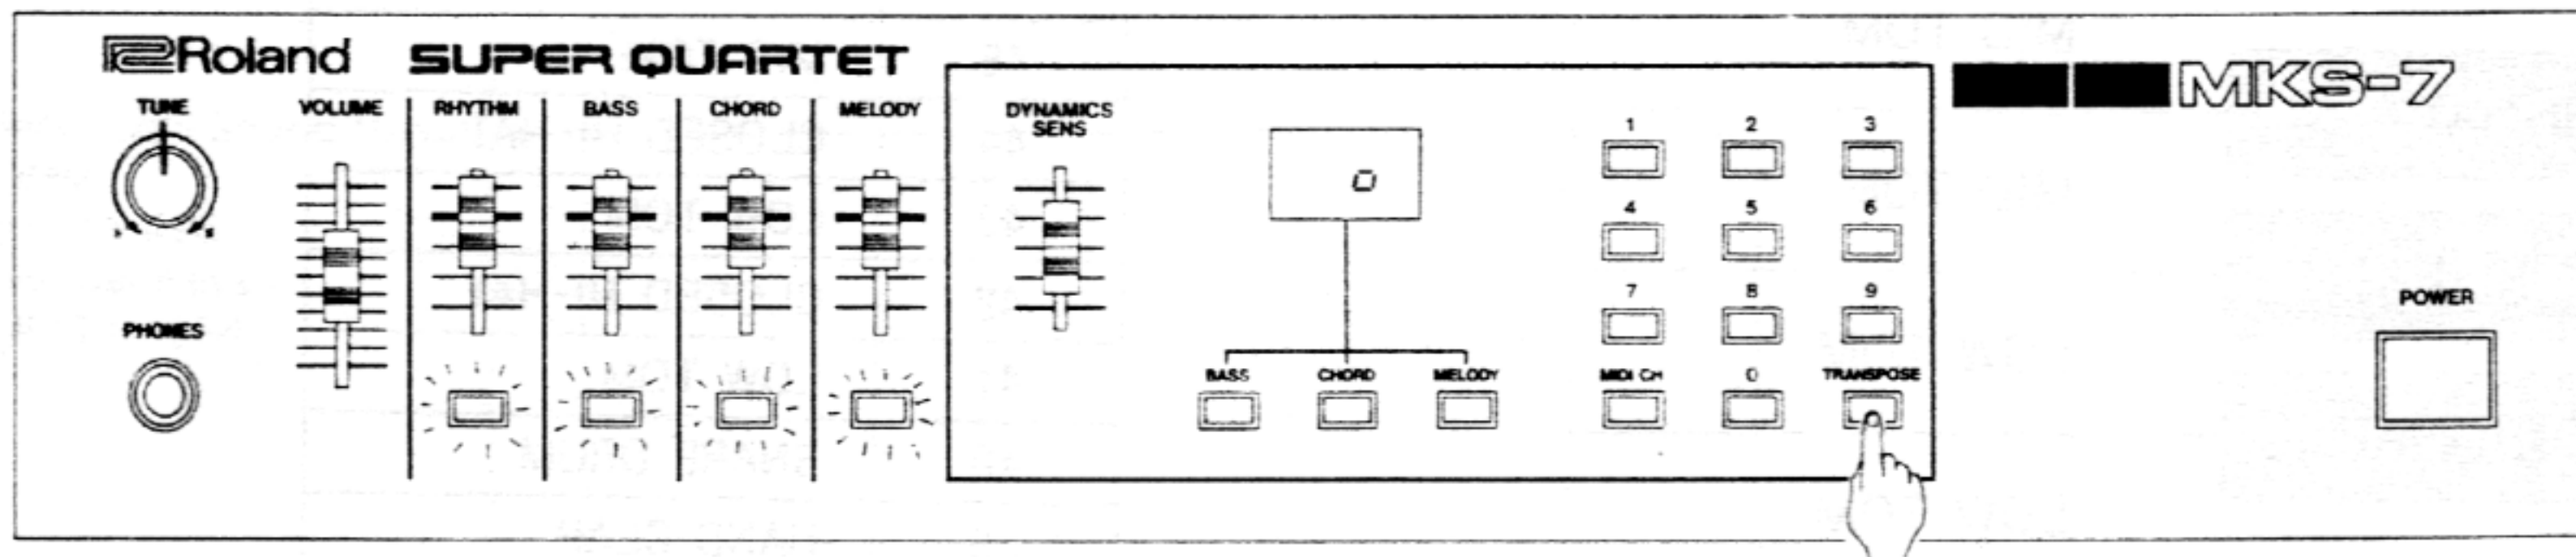 Roland SUPER QUARTET
MKS-7
TUNE
VOLUME
RHYTHM
BASS
CHORD
MELODY
DYNAMICS
SENS
PHONES
o
BASS
CHORD
MELODY
1 2 3
4 5 6
7 8 9
MIDI CH 0 TRANSPOSE
POWER